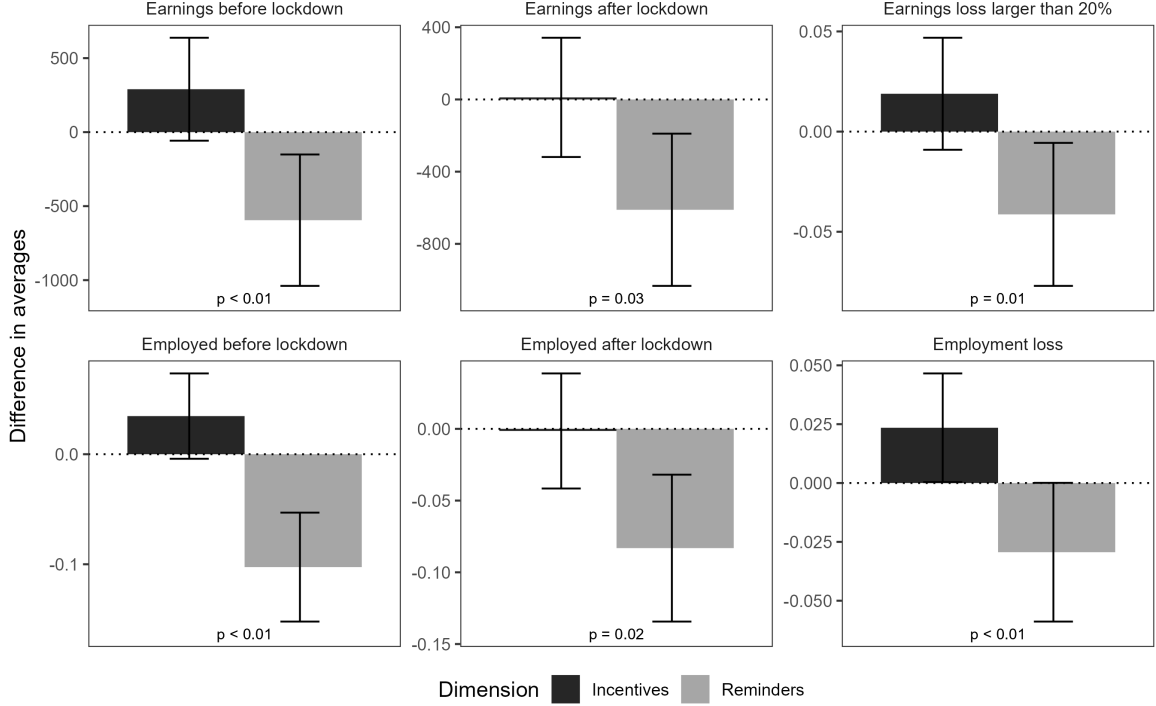 Difference in averages
Earnings before lockdown
500
0
-500
-1000
p < 0.01
Earnings after lockdown
400
0
-400
-800
p = 0.03
Earnings loss larger than 20%
0.05
0.00
-0.05
p = 0.01
Employed before lockdown
0.0
-0.1
p < 0.01
Employed after lockdown
0.00
-0.05
-0.10
-0.15
p = 0.02
Employment loss
0.050
0.025
0.000
-0.025
-0.050
p < 0.01
Dimension Incentives Reminders